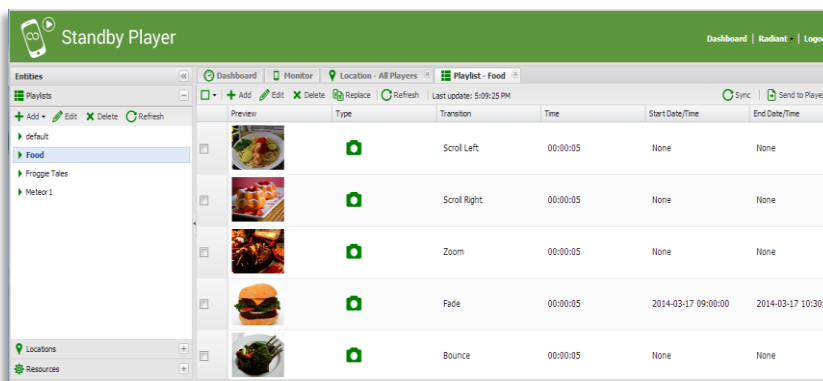 Standby Player
Dashboard | Radiant | Logou
Entities
Dashboard Monitor Location - All Players Playlist - Food
Playlists
Add Edit Delete Replace Refresh Last update: 5:09:25 PM Sync Send to Player
Add Edit Delete Refresh
Preview Type Transition Time Start Date/Time End Date/Time
default
Food
Froggie Tales
Meteor1
Scroll Left 00:00:05 None None
Scroll Right 00:00:05 None None
Zoom 00:00:05 None None
Fade 00:00:05 2014-03-17 09:00:00 2014-03-17 10:30:
Bounce 00:00:05 None None
Locations
Resources